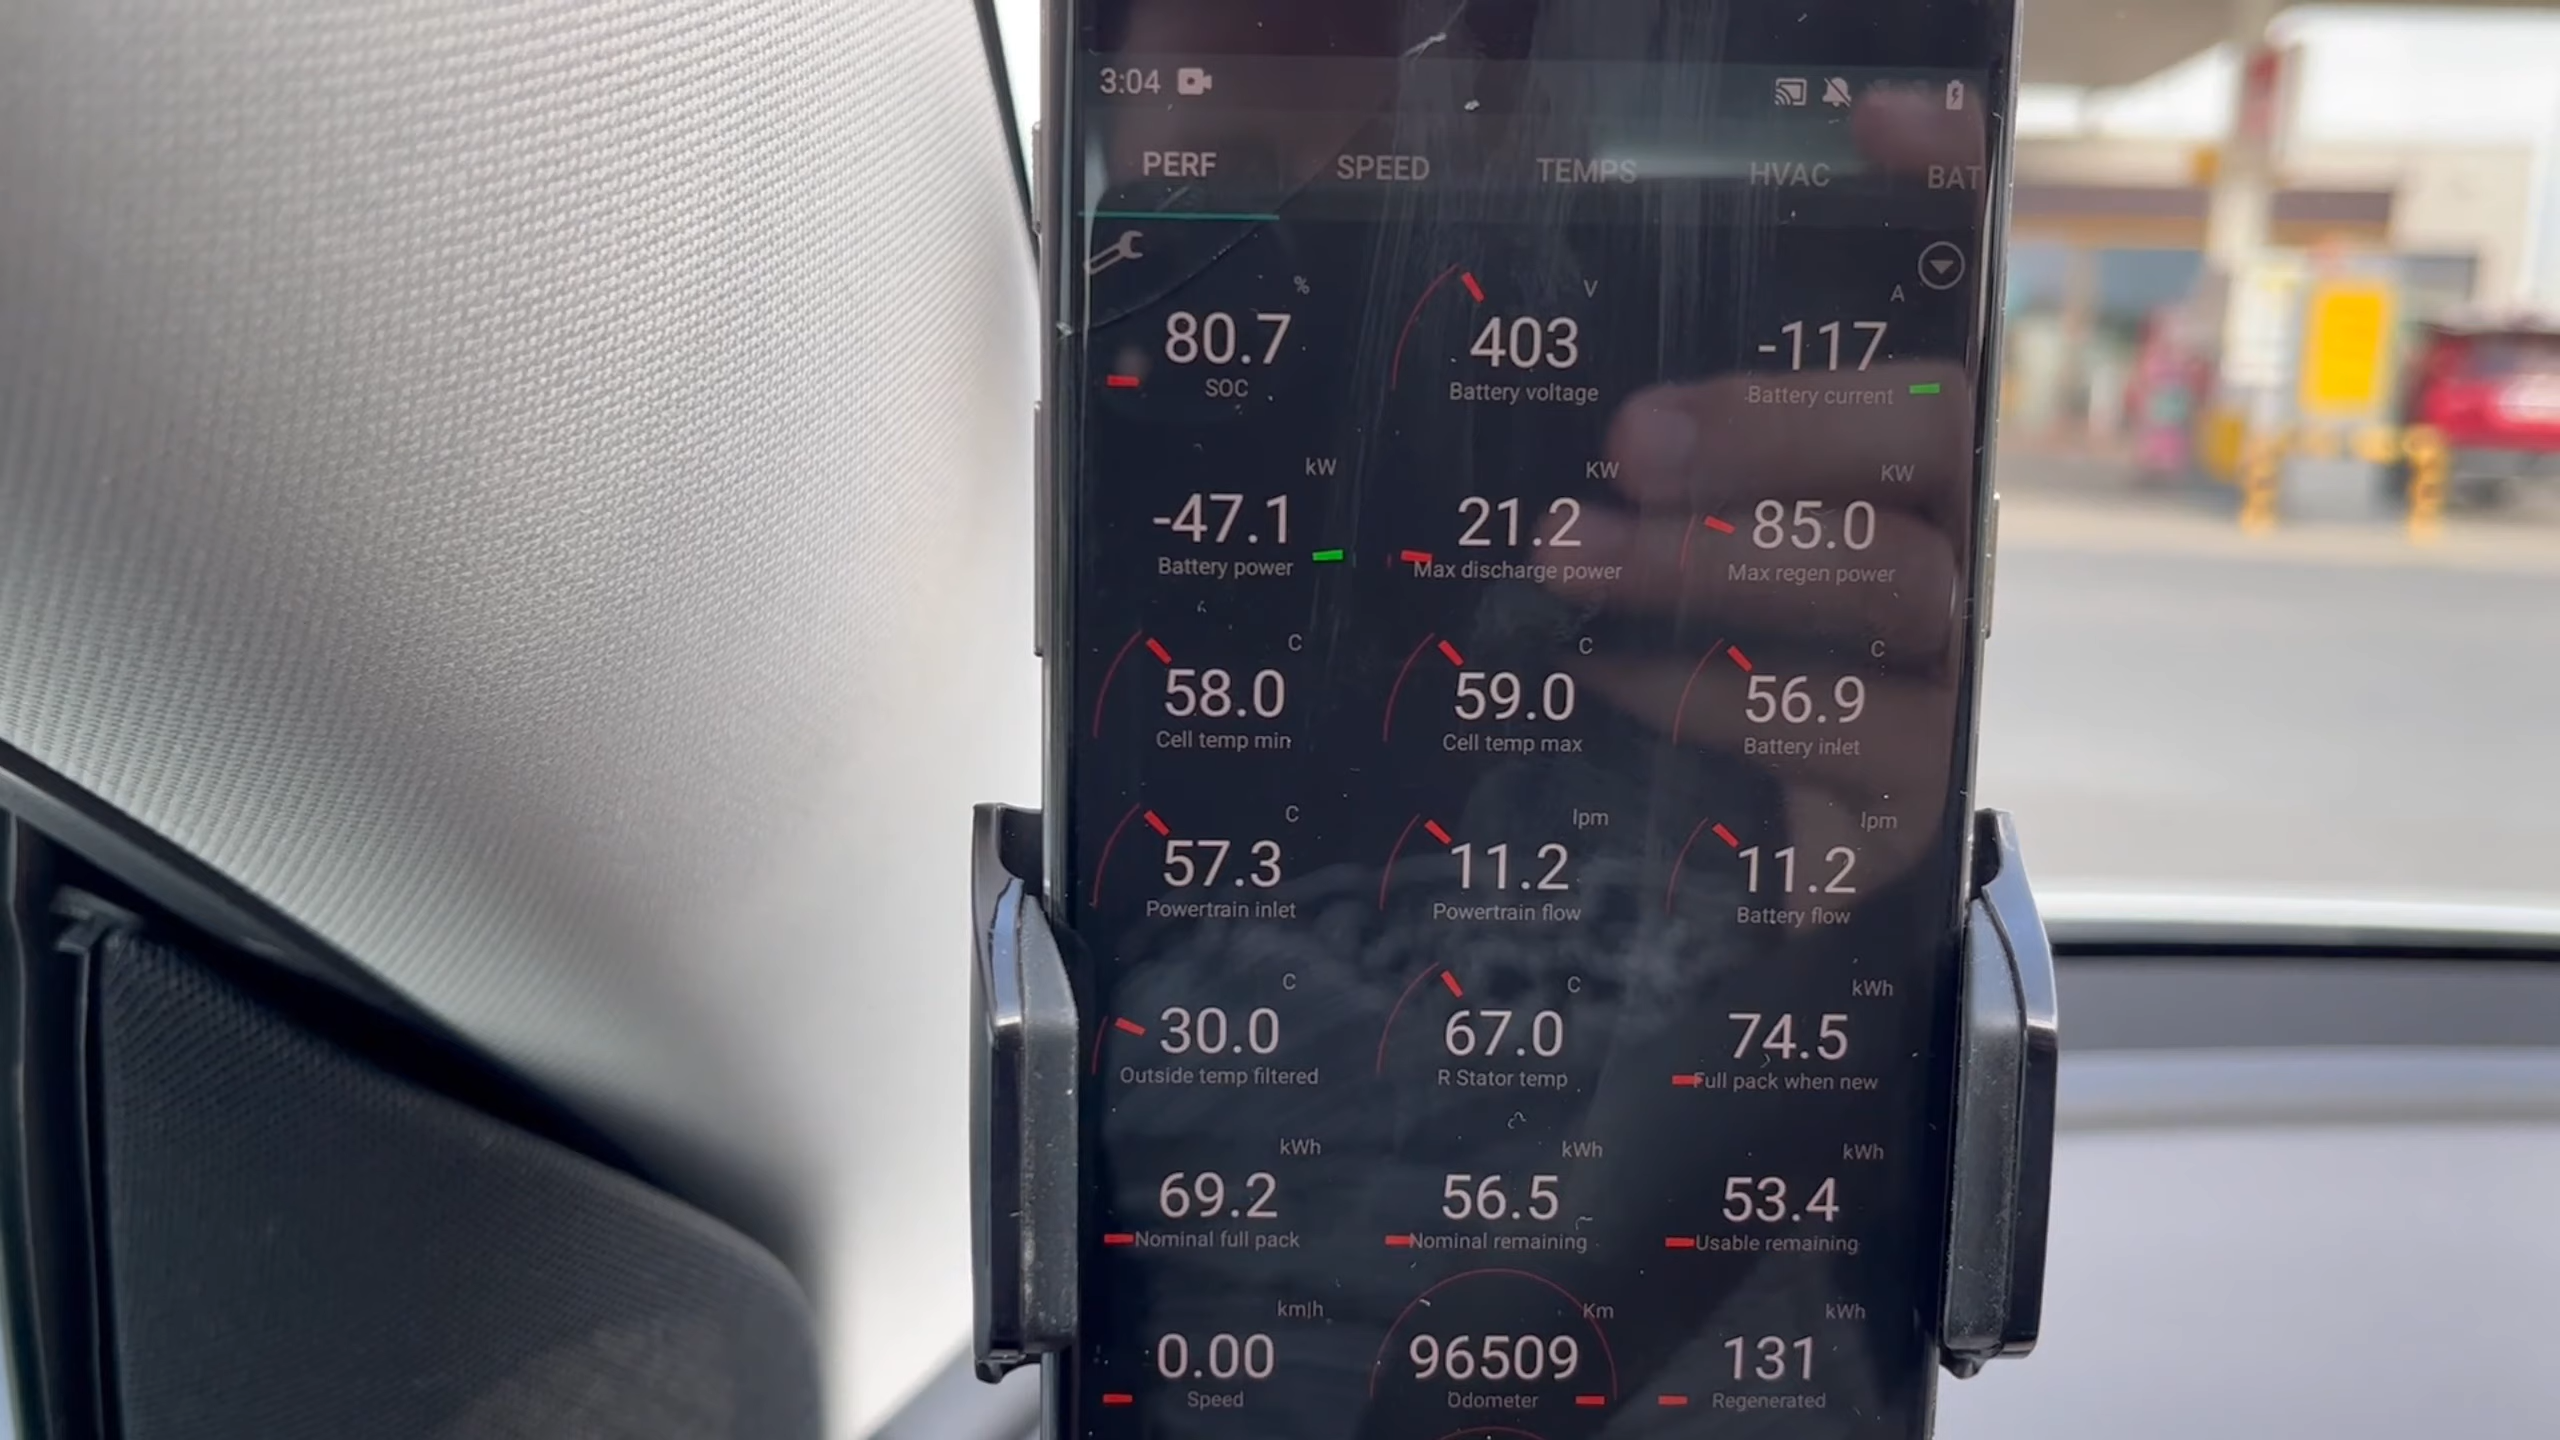 3:04
PERF SPEED TEMPS HVAC BAT
% V A
80.7 403 -117
SOC Battery voltage Battery current
kW KW KW
-47.1 21.2 85.0
Battery power Max discharge power Max regen power
C C C
58.0 59.0 56.9
Cell temp min Cell temp max Battery inlet
C lpm lpm
57.3 11.2 11.2
Powertrain inlet Powertrain flow Battery flow
C C kWh
30.0 67.0 74.5
Outside temp filtered R Stator temp Full pack when new
kWh kWh kWh
69.2 56.5 53.4
Nominal full pack Nominal remaining Usable remaining
km|h Km kWh
0.00 96509 131
Speed Odometer Regenerated